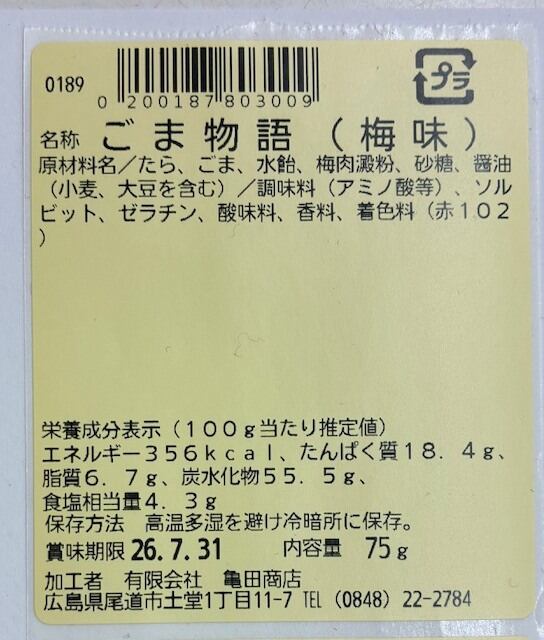 プラ
0189
0 200187 803009
名称 ごま物語（梅味）
原材料名／たら、ごま、水飴、梅肉澱粉、砂糖、醤油
（小麦、大豆を含む）／調味料（アミノ酸等）、ソル
ビット、ゼラチン、酸味料、香料、着色料（赤１０２
）
栄養成分表示（１００ｇ当たり推定値）
エネルギー３５６ｋｃａｌ、たんぱく質１８．４ｇ、
脂質６．７ｇ、炭水化物５５．５ｇ、
食塩相当量４．３ｇ
保存方法　高温多湿を避け冷暗所に保存。
賞味期限 26.7.31 内容量 75ｇ
加工者　有限会社　亀田商店
広島県尾道市土堂1丁目11-7 TEL (0848) 22-2784